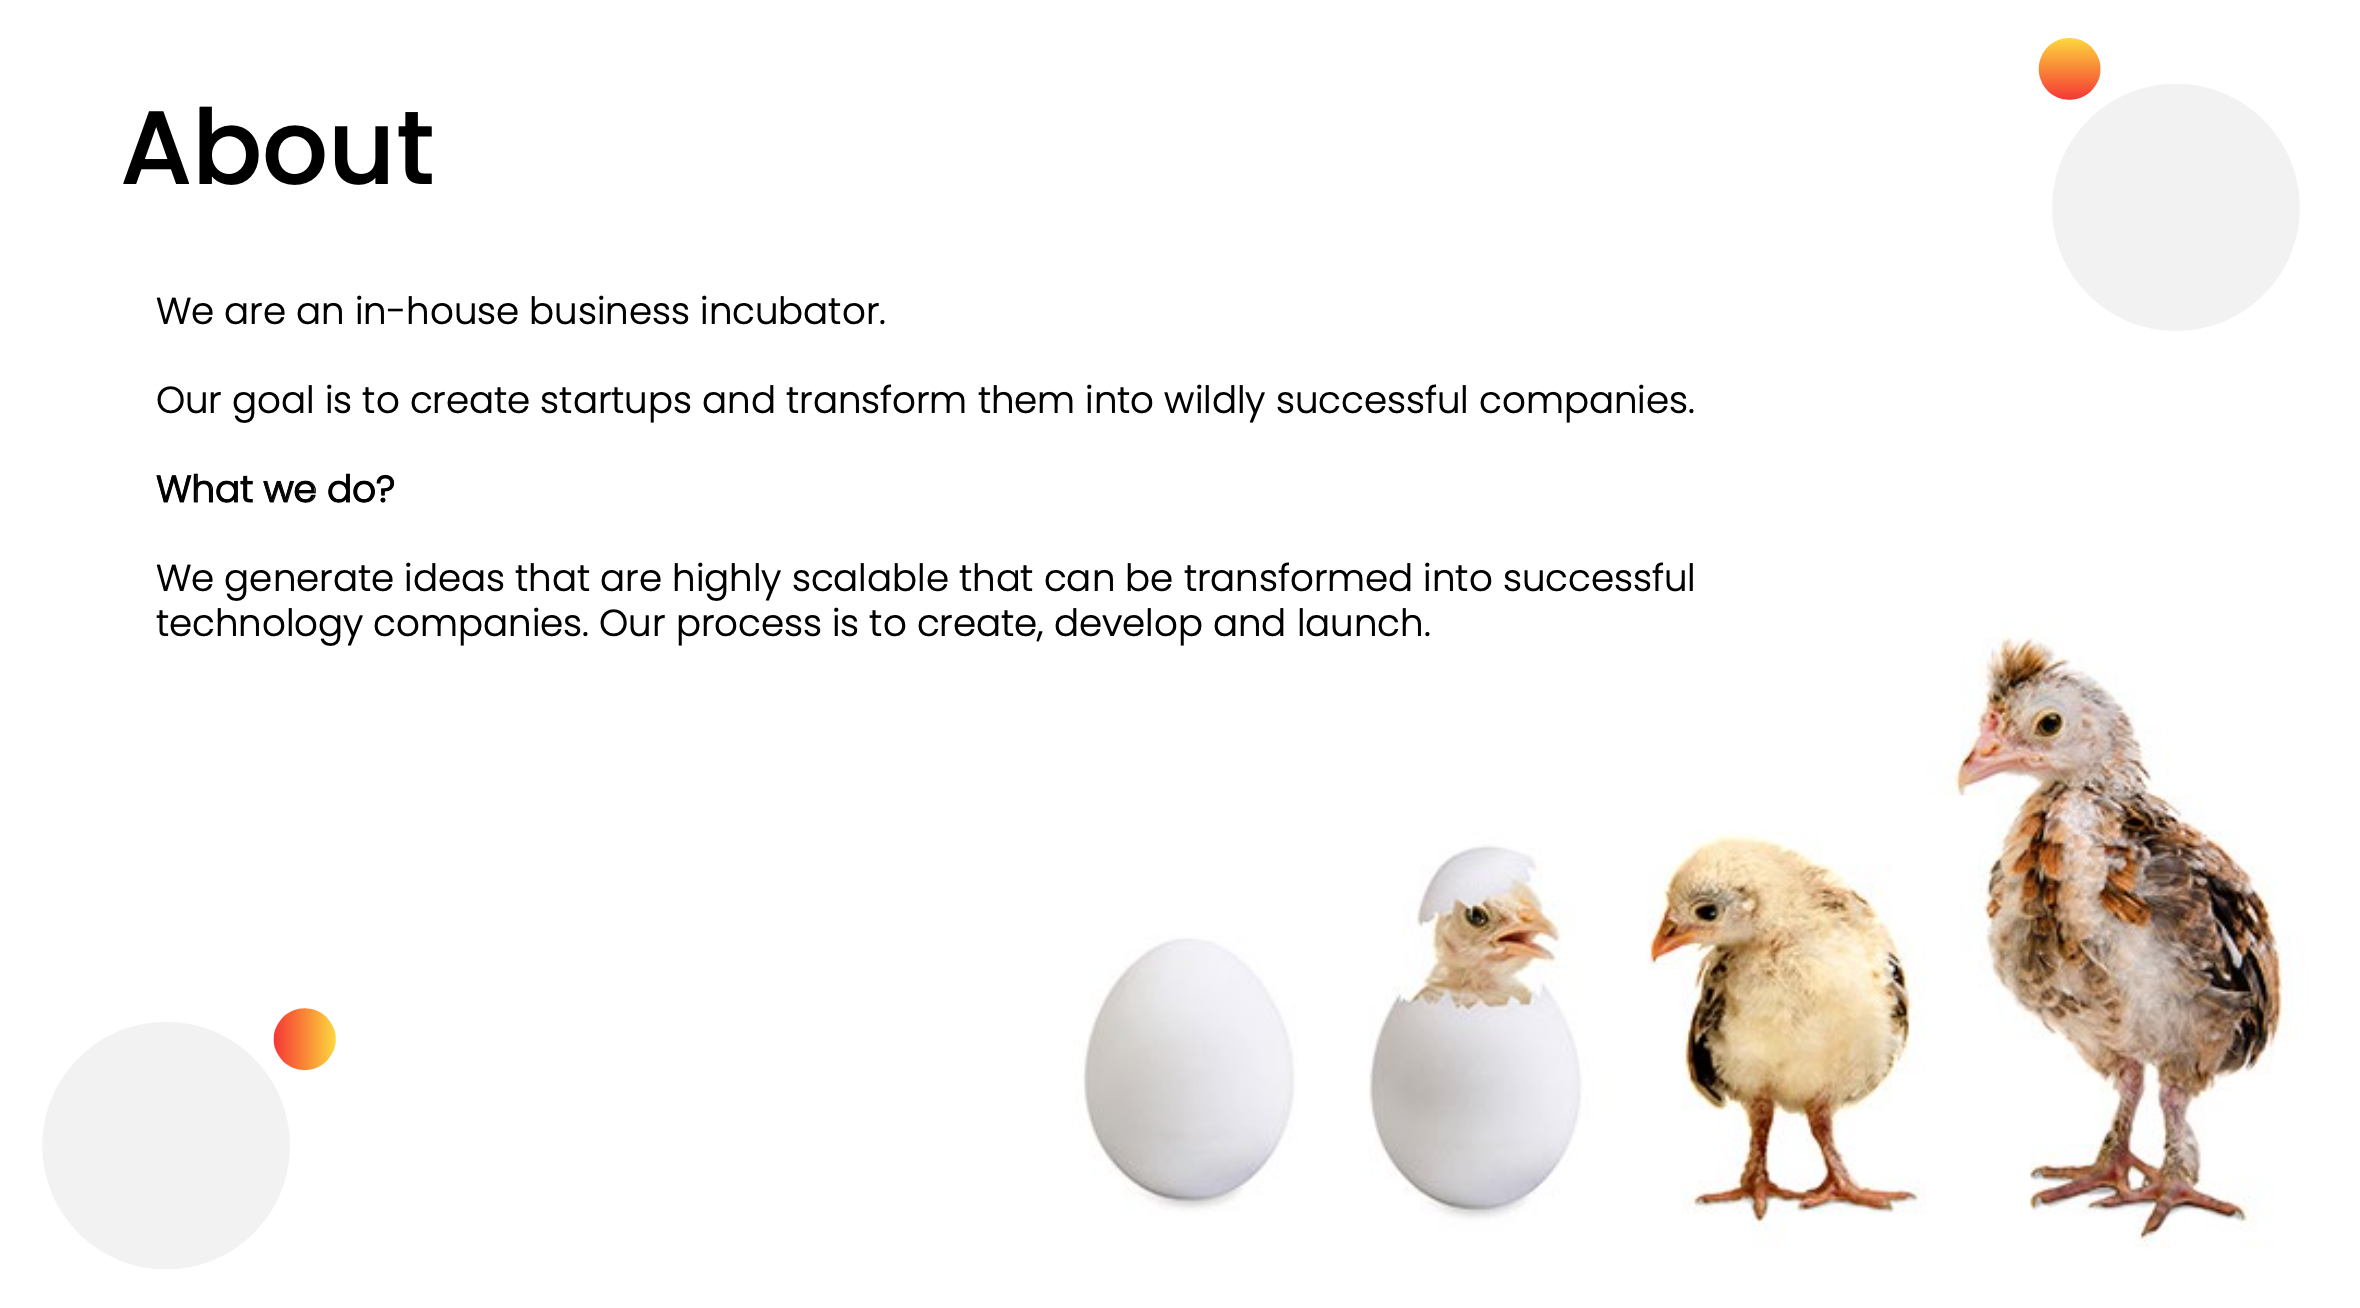 About
We are an in-house business incubator.
Our goal is to create startups and transform them into wildly successful companies.
What we do?
We generate ideas that are highly scalable that can be transformed into successful
technology companies. Our process is to create, develop and launch.